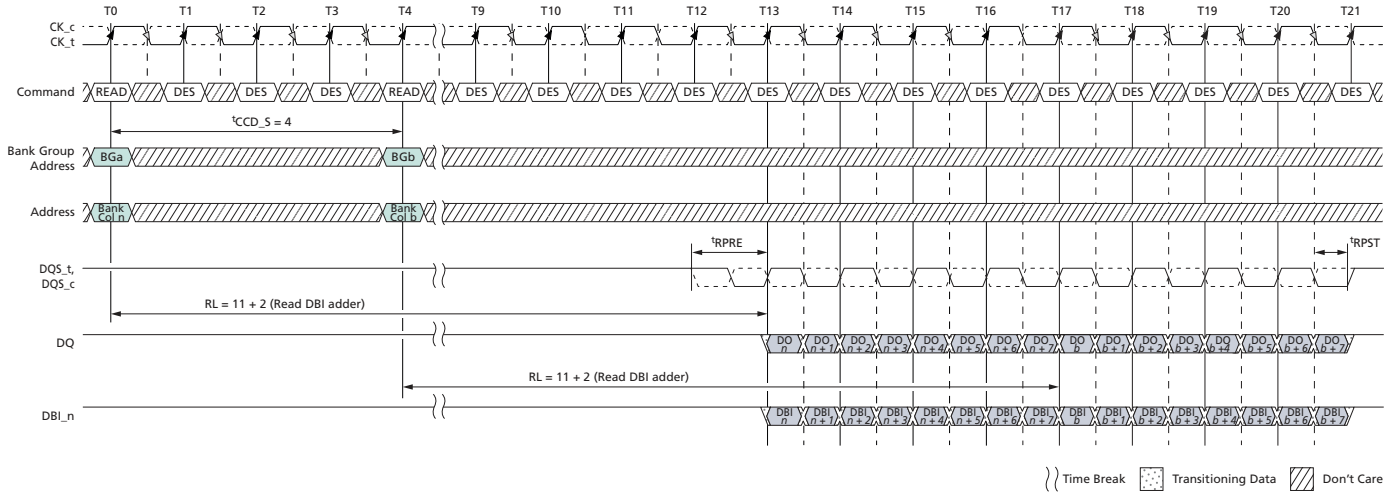 T0 T1 T2 T3 T4 T9 T10 T11 T12 T13 T14 T15 T16 T17 T18 T19 T20 T21
CK_c
CK_t
Command READ DES DES DES READ DES DES DES DES DES DES DES DES DES DES DES DES DES
tCCD_S = 4
Bank Group
Address
BGa BGb
Address
Bank
Col n
Bank
Col b
tRPRE tRPST
DQS_t,
DQS_c
RL = 11 + 2 (Read DBI adder)
DQ
DO DO DO DO DO DO DO DO DO DO DO DO DO DO DO DO
n n + 1 n + 2 n + 3 n + 4 n + 5 n + 6 n + 7 b b + 1 b + 2 b + 3 b +4 b + 5 b + 6 b + 7
RL = 11 + 2 (Read DBI adder)
DBI_n
DBI DBI DBI DBI DBI DBI DBI DBI DBI DBI DBI DBI DBI DBI DBI DBI
n n + 1 n + 2 n + 3 n + 4 n + 5 n + 6 n + 7 b b + 1 b + 2 b + 3 b + 4 b + 5 b + 6 b + 7
Time Break Transitioning Data Don't Care